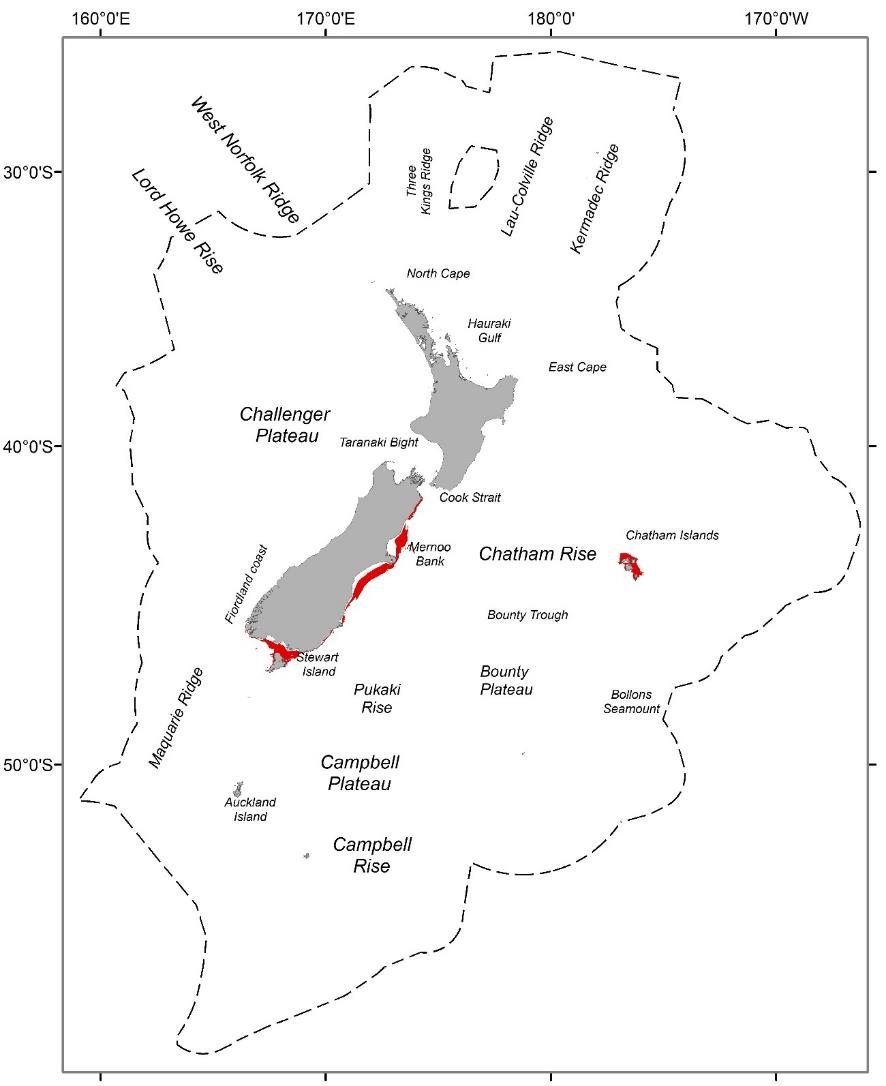 160°0'E
170°0'E
180°0'
170°0'W
30°0'S
40°0'S
50°0'S
West Norfolk Ridge
Lord Howe Rise
Three
Kings Ridge
Lau-Colville Ridge
Kermadec Ridge
North Cape
Hauraki
Gulf
East Cape
Challenger
Plateau
Taranaki Bight
Cook Strait
Mernoo
Bank
Chatham Rise
Chatham Islands
Fiordland coast
Bounty Trough
Stewart
Island
Pukaki
Rise
Bounty
Plateau
Bollons
Seamount
Macquarie Ridge
Campbell
Plateau
Auckland
Island
Campbell
Rise